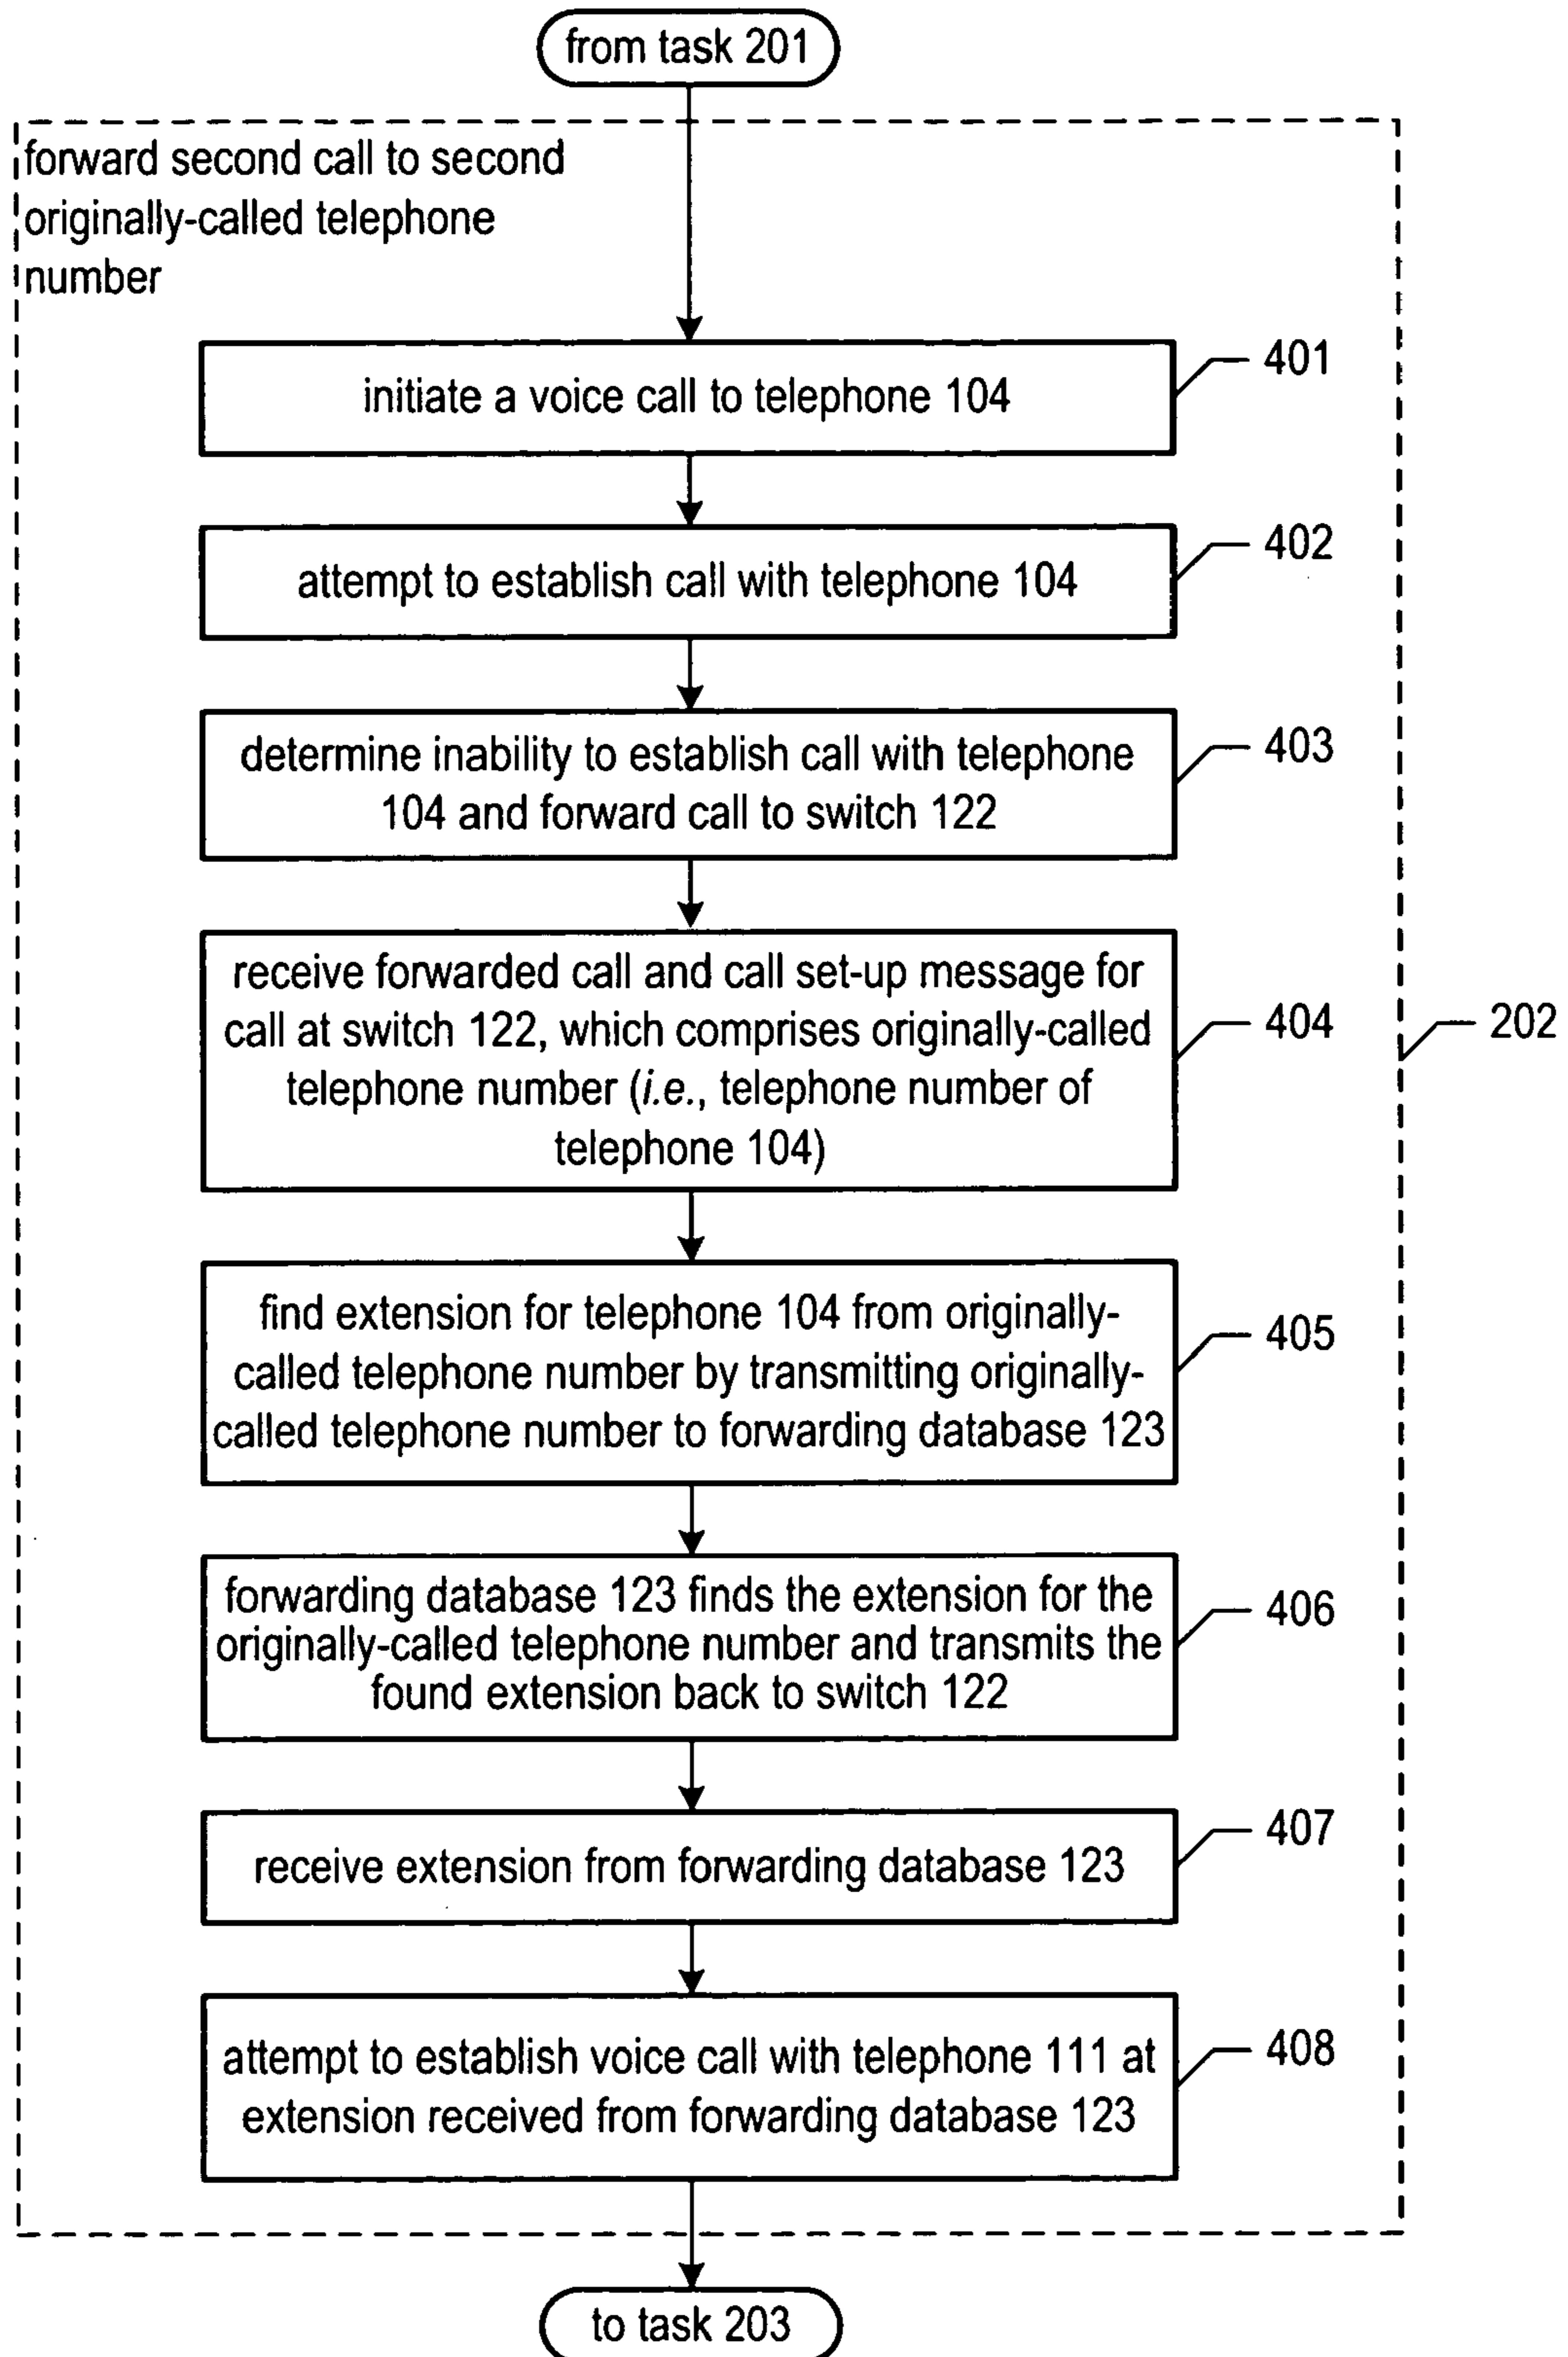 from task 201
forward second call to second
originally-called telephone
number
initiate a voice call to telephone 104
401
attempt to establish call with telephone 104
402
determine inability to establish call with telephone
104 and forward call to switch 122
403
receive forwarded call and call set-up message for
call at switch 122, which comprises originally-called
telephone number (i.e., telephone number of
telephone 104)
404
202
find extension for telephone 104 from originally-
called telephone number by transmitting originally-
called telephone number to forwarding database 123
405
forwarding database 123 finds the extension for the
originally-called telephone number and transmits the
found extension back to switch 122
406
receive extension from forwarding database 123
407
attempt to establish voice call with telephone 111 at
extension received from forwarding database 123
408
to task 203